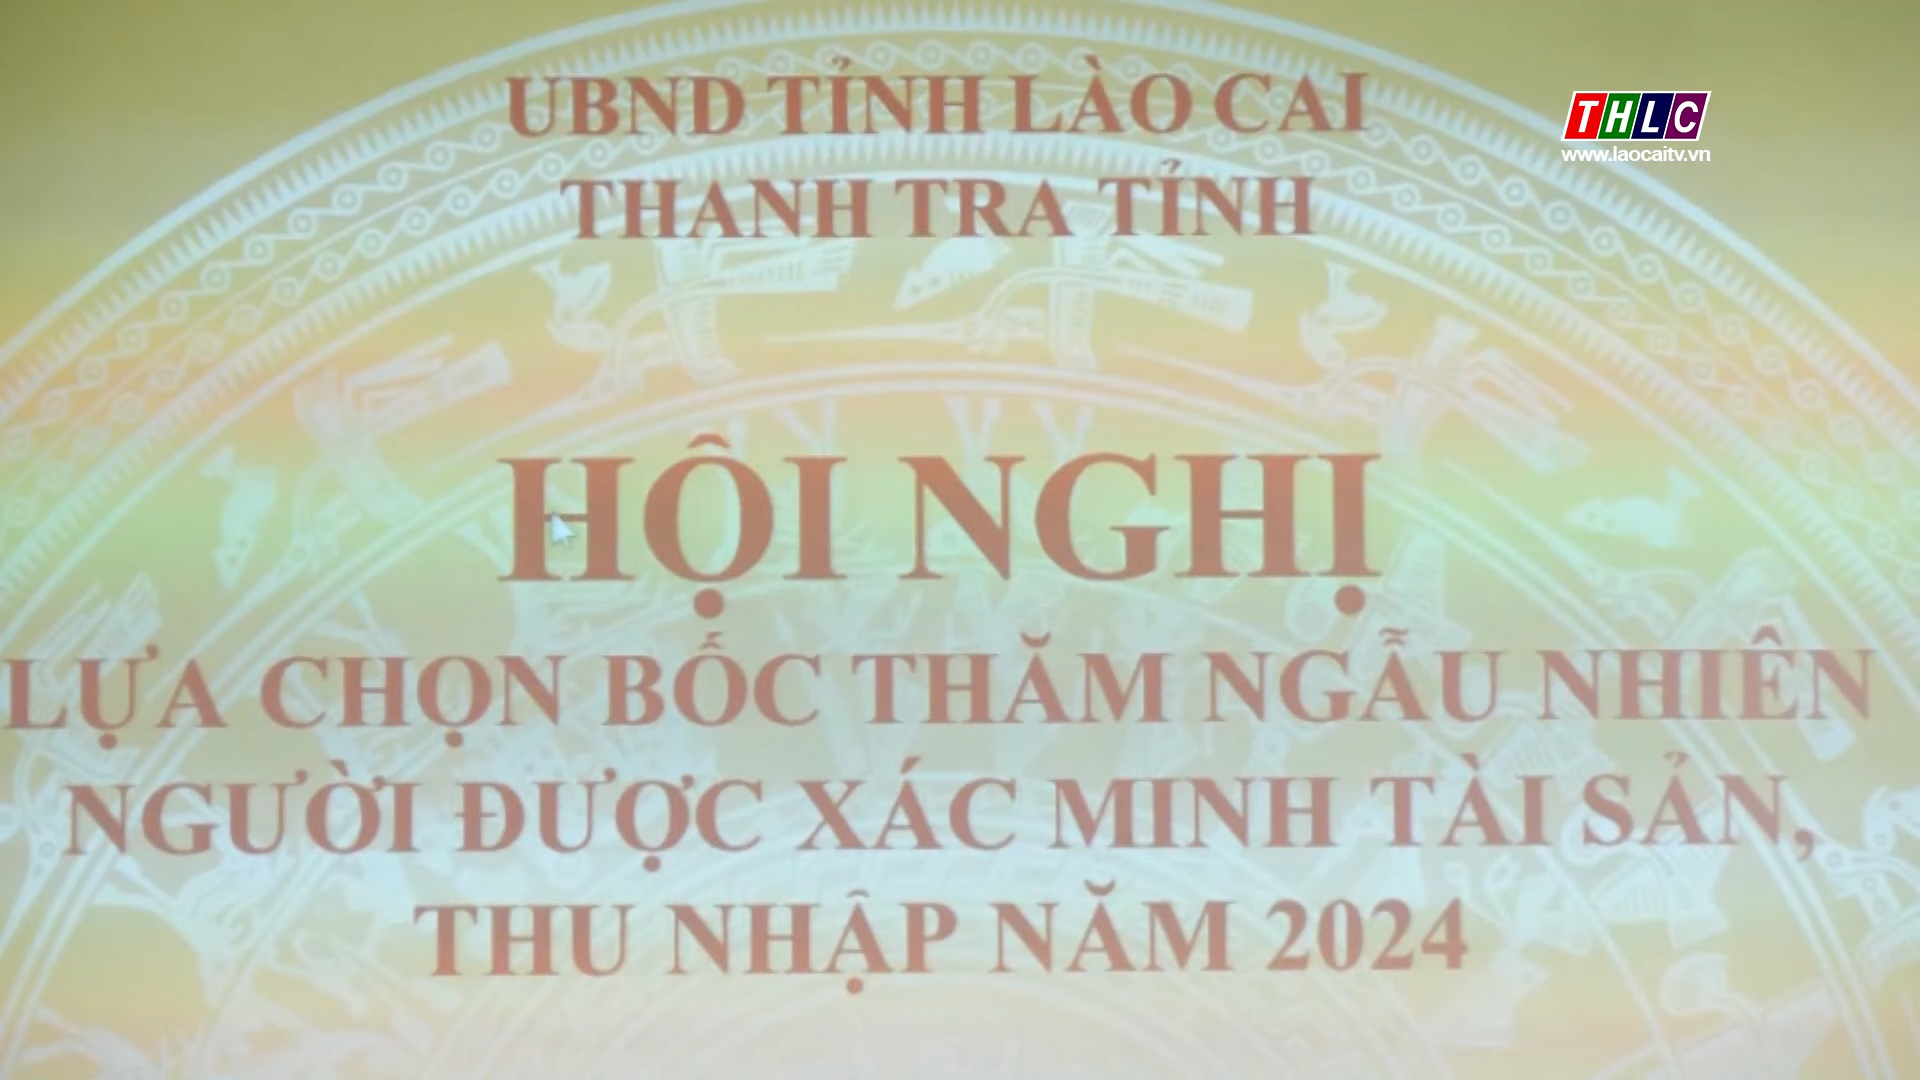 UBND TỈNH LÀO CAI
THANH TRA TỈNH
THLC
www.laocaitv.vn
HỘI NGHỊ
LỰA CHỌN BỐC THĂM NGẪU NHIÊN
NGƯỜI ĐƯỢC XÁC MINH TÀI SẢN,
THU NHẬP NĂM 2024